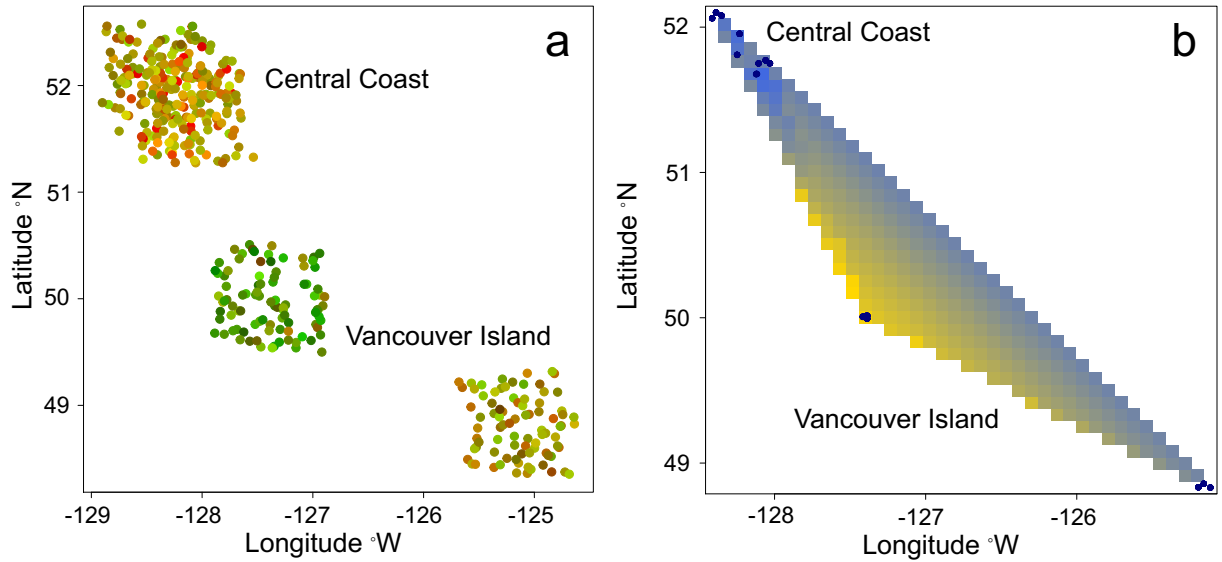 a
Central Coast
Vancouver Island
52
51
50
49
Latitude °N
-129
-128
-127
-126
-125
Longitude °W
b
Central Coast
Vancouver Island
52
51
50
49
Latitude °N
-128
-127
-126
Longitude °W